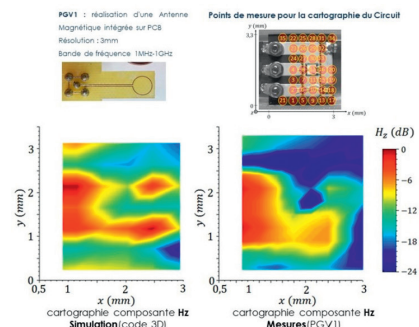 PGV1 : réalisation d'une Antenne
Magnétique intégrée sur PCB
Résolution : 3mm
Bande de fréquence 1MHz-1GHz
Points de mesure pour la cartographie du Circuit
y (mm)
3,3
0
0
3
x (mm)
y (mm)
3
2
1
0
0,5
1
2
3
x (mm)
cartographie composante Hz
Simulation(code 3D)
y (mm)
3
2
1
0
0,5
1
2
3
x (mm)
cartographie composante Hz
Mesures(PGV1)
Hz (dB)
0
−6
−12
−18
−24